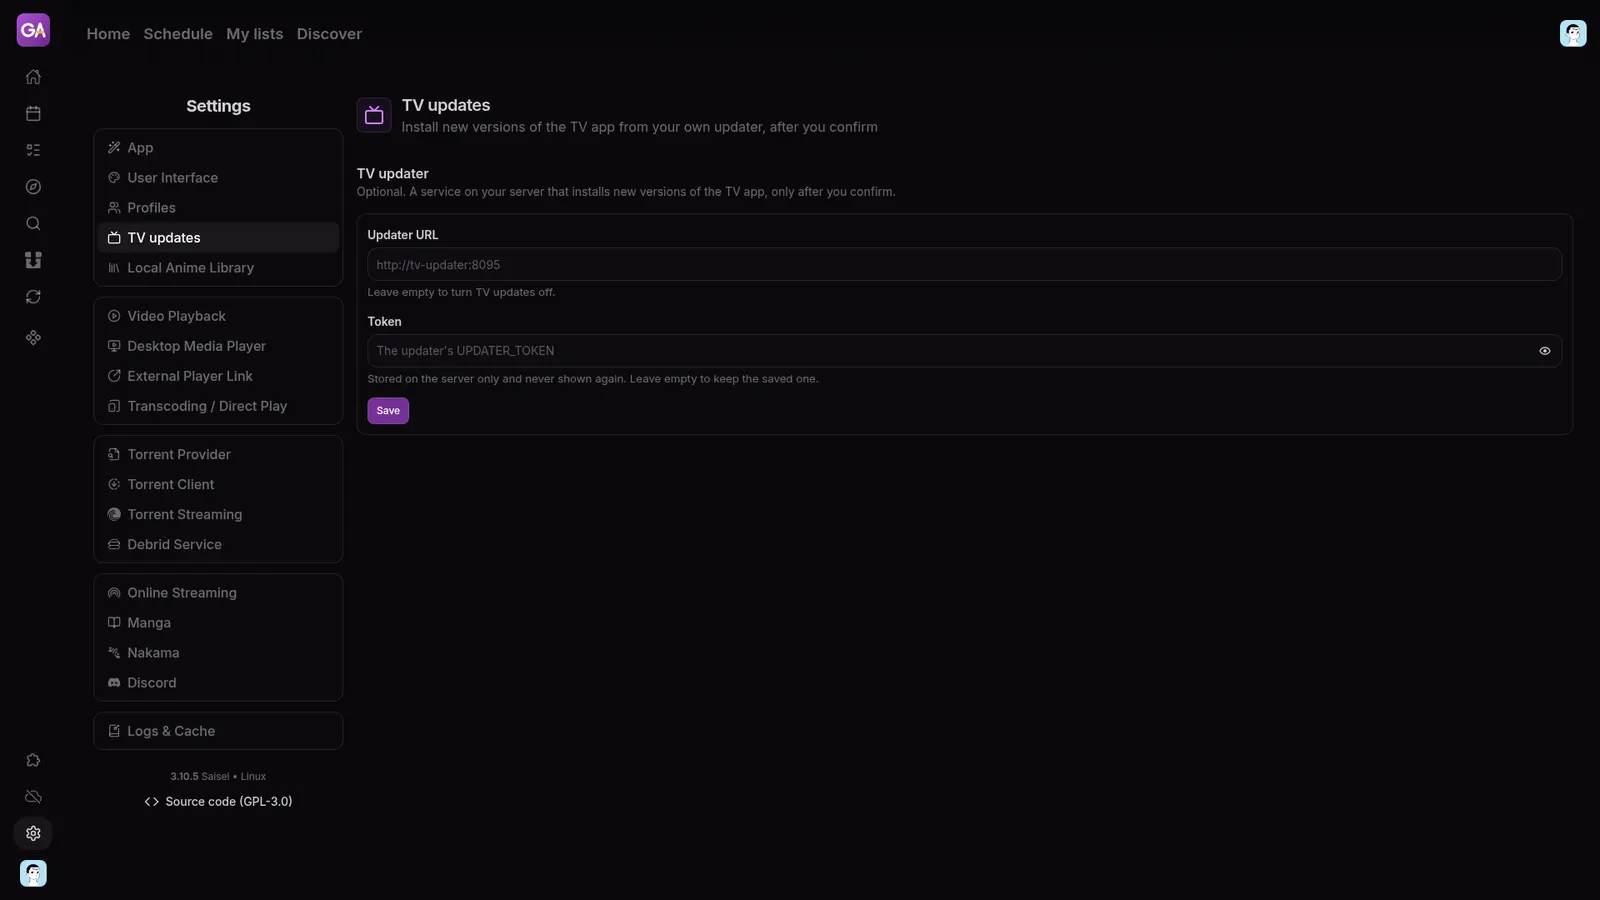 GA
Home
Schedule
My lists
Discover
Settings
App
User Interface
Profiles
TV updates
Local Anime Library
Video Playback
Desktop Media Player
External Player Link
Transcoding / Direct Play
Torrent Provider
Torrent Client
Torrent Streaming
Debrid Service
Online Streaming
Manga
Nakama
Discord
Logs & Cache
3.10.5 Saisei • Linux
Source code (GPL-3.0)
TV updates
Install new versions of the TV app from your own updater, after you confirm
TV updater
Optional. A service on your server that installs new versions of the TV app, only after you confirm.
Updater URL
http://tv-updater:8095
Leave empty to turn TV updates off.
Token
The updater's UPDATER_TOKEN
Stored on the server only and never shown again. Leave empty to keep the saved one.
Save